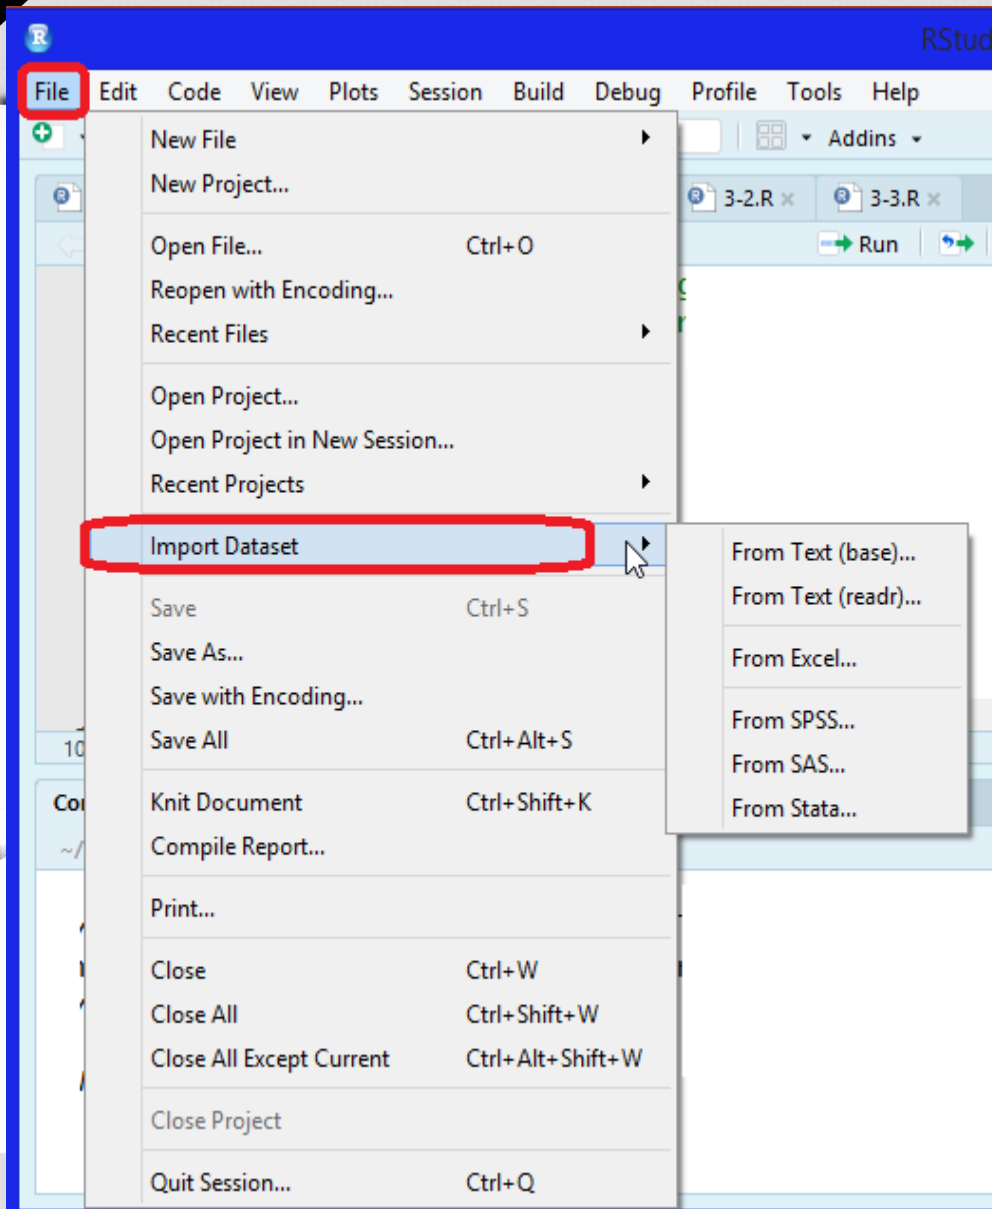 RStud
File Edit Code View Plots Session Build Debug Profile Tools Help
Addins
3-2.R 3-3.R
Run
New File
New Project...
Open File... Ctrl+O
Reopen with Encoding...
Recent Files
Open Project...
Open Project in New Session...
Recent Projects
Import Dataset
From Text (base)...
From Text (readr)...
From Excel...
From SPSS...
From SAS...
From Stata...
Save Ctrl+S
Save As...
Save with Encoding...
Save All Ctrl+Alt+S
10
Knit Document Ctrl+Shift+K
Co
Compile Report...
~/
Print...
Close Ctrl+W
Close All Ctrl+Shift+W
Close All Except Current Ctrl+Alt+Shift+W
Close Project
Quit Session... Ctrl+Q